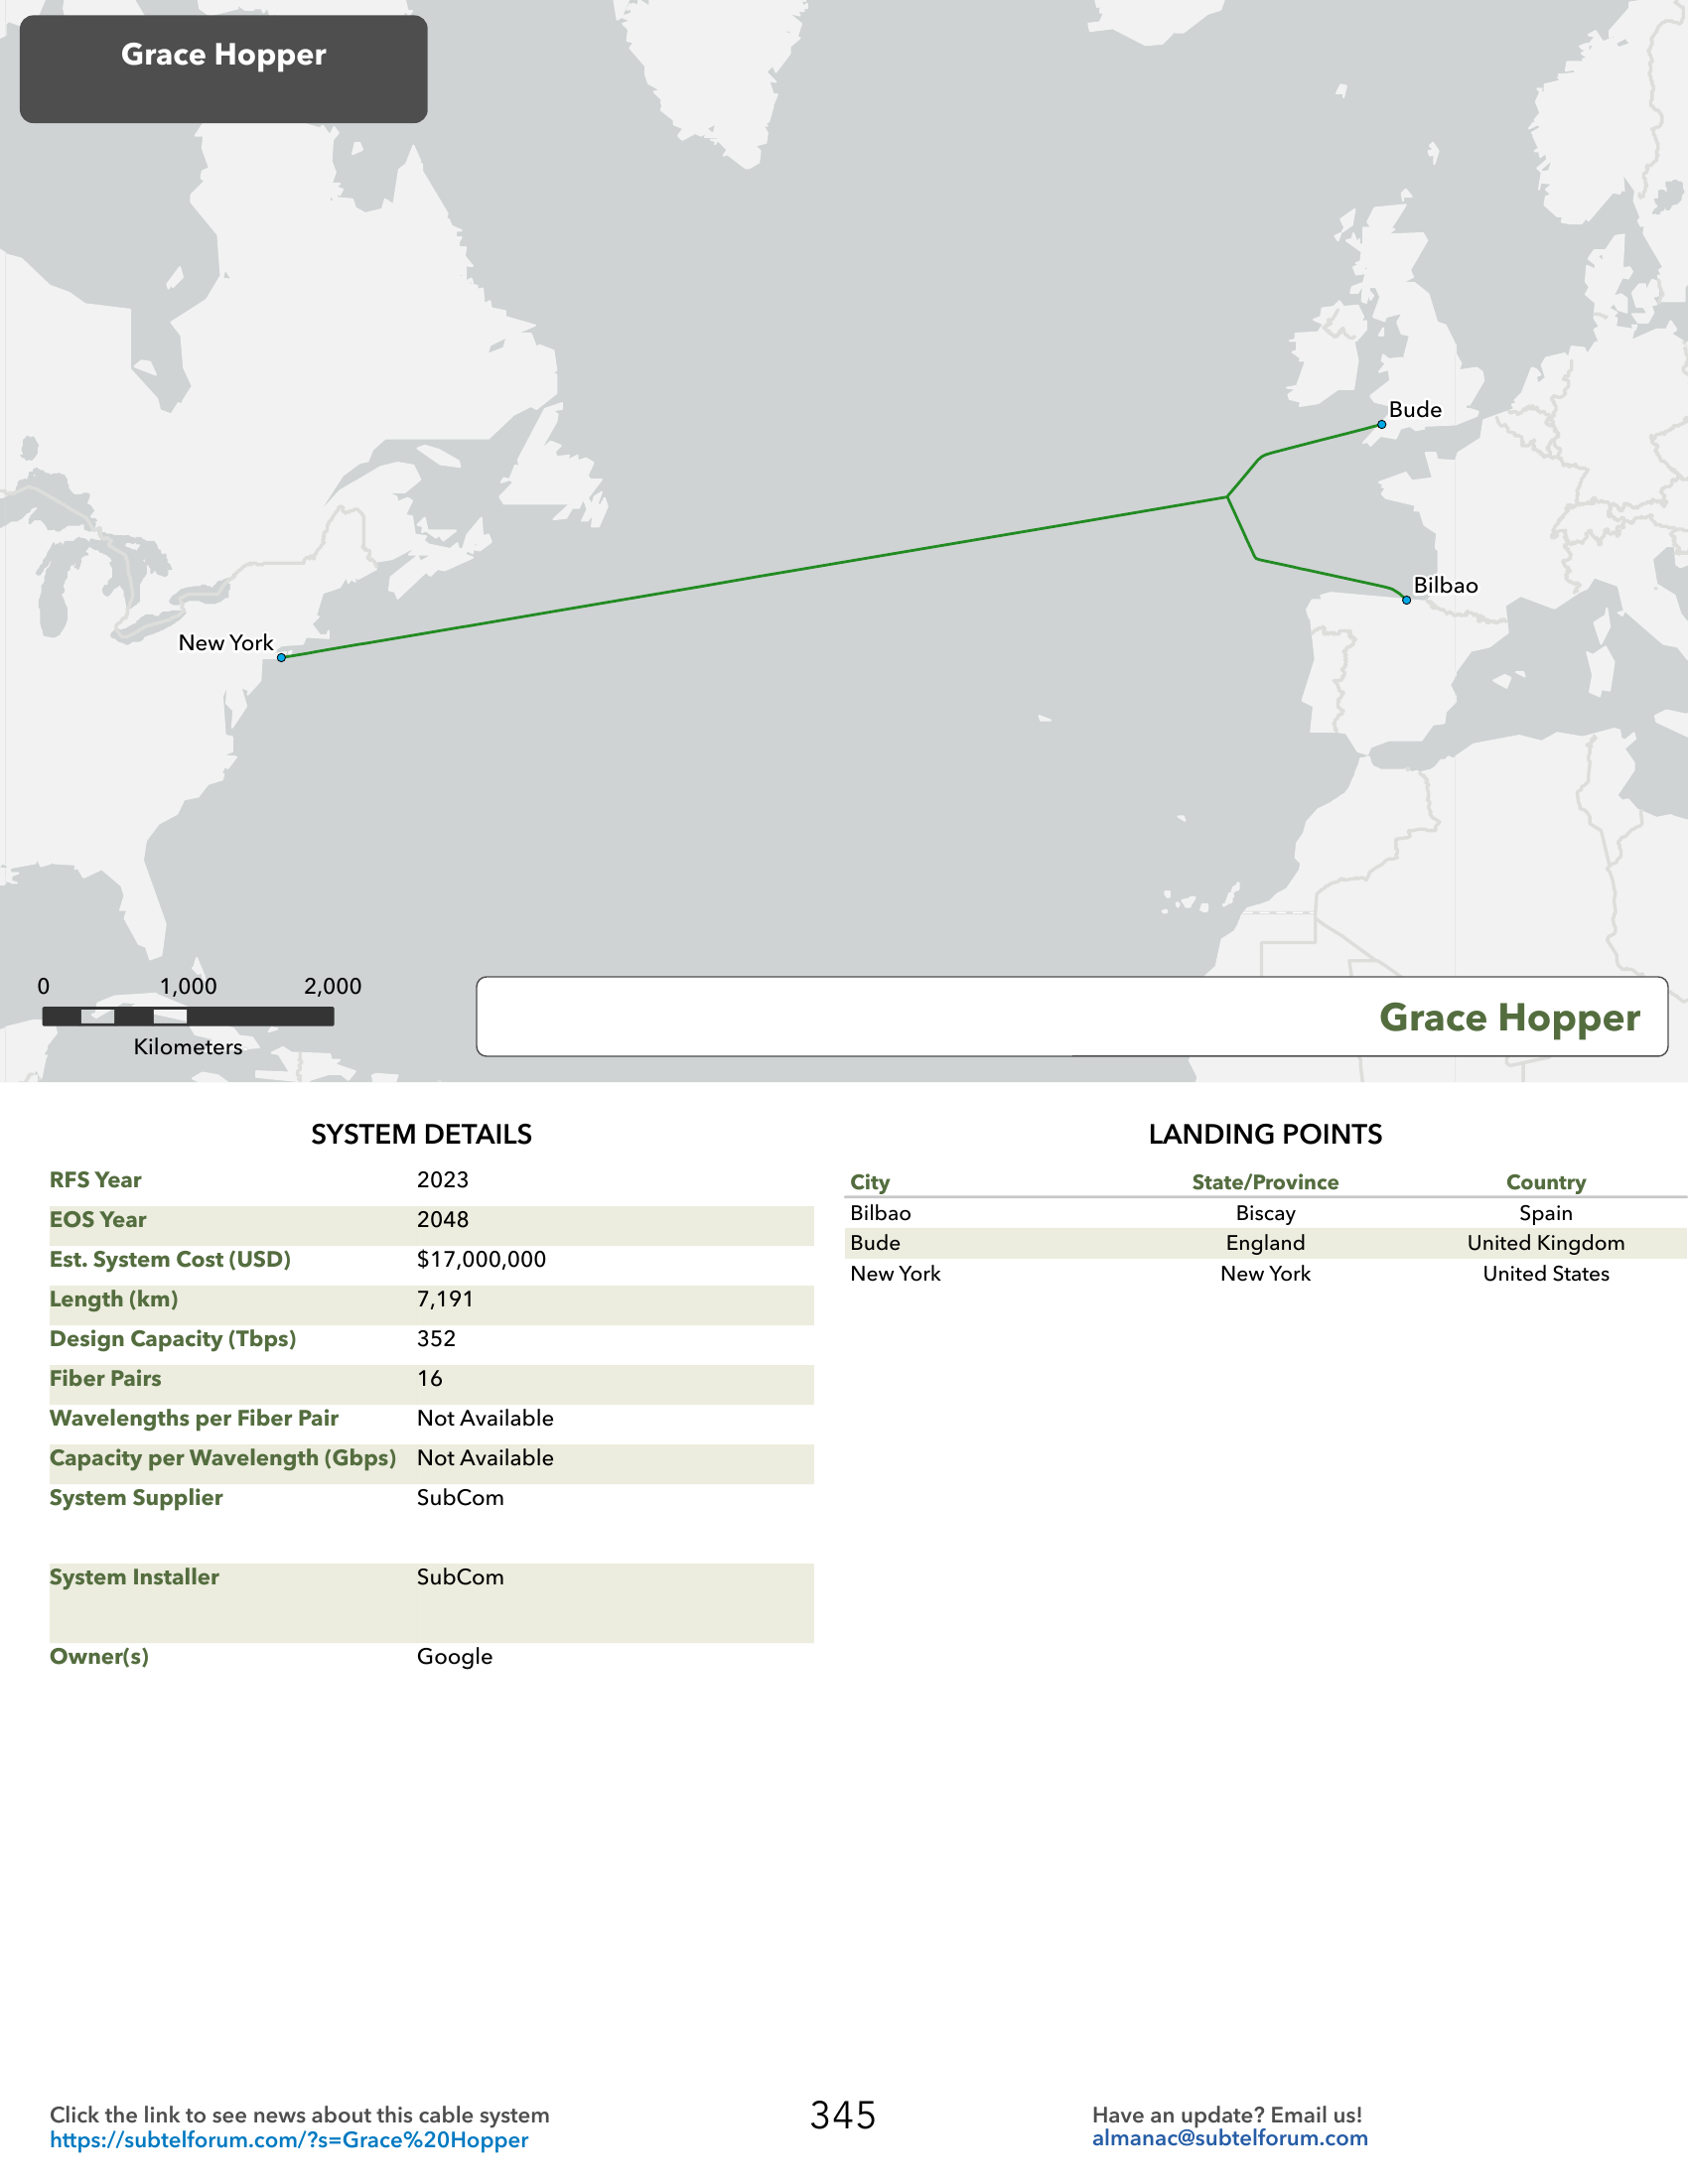 Grace Hopper
Bude
Bilbao
New York
0 1,000 2,000
Kilometers
Grace Hopper
SYSTEM DETAILS
RFS Year 2023
EOS Year 2048
Est. System Cost (USD) $17,000,000
Length (km) 7,191
Design Capacity (Tbps) 352
Fiber Pairs 16
Wavelengths per Fiber Pair Not Available
Capacity per Wavelength (Gbps) Not Available
System Supplier SubCom
System Installer SubCom
Owner(s) Google
LANDING POINTS
City State/Province Country
Bilbao Biscay Spain
Bude England United Kingdom
New York New York United States
Click the link to see news about this cable system
https://subtelforum.com/?s=Grace%20Hopper
345
Have an update? Email us!
almanac@subtelforum.com